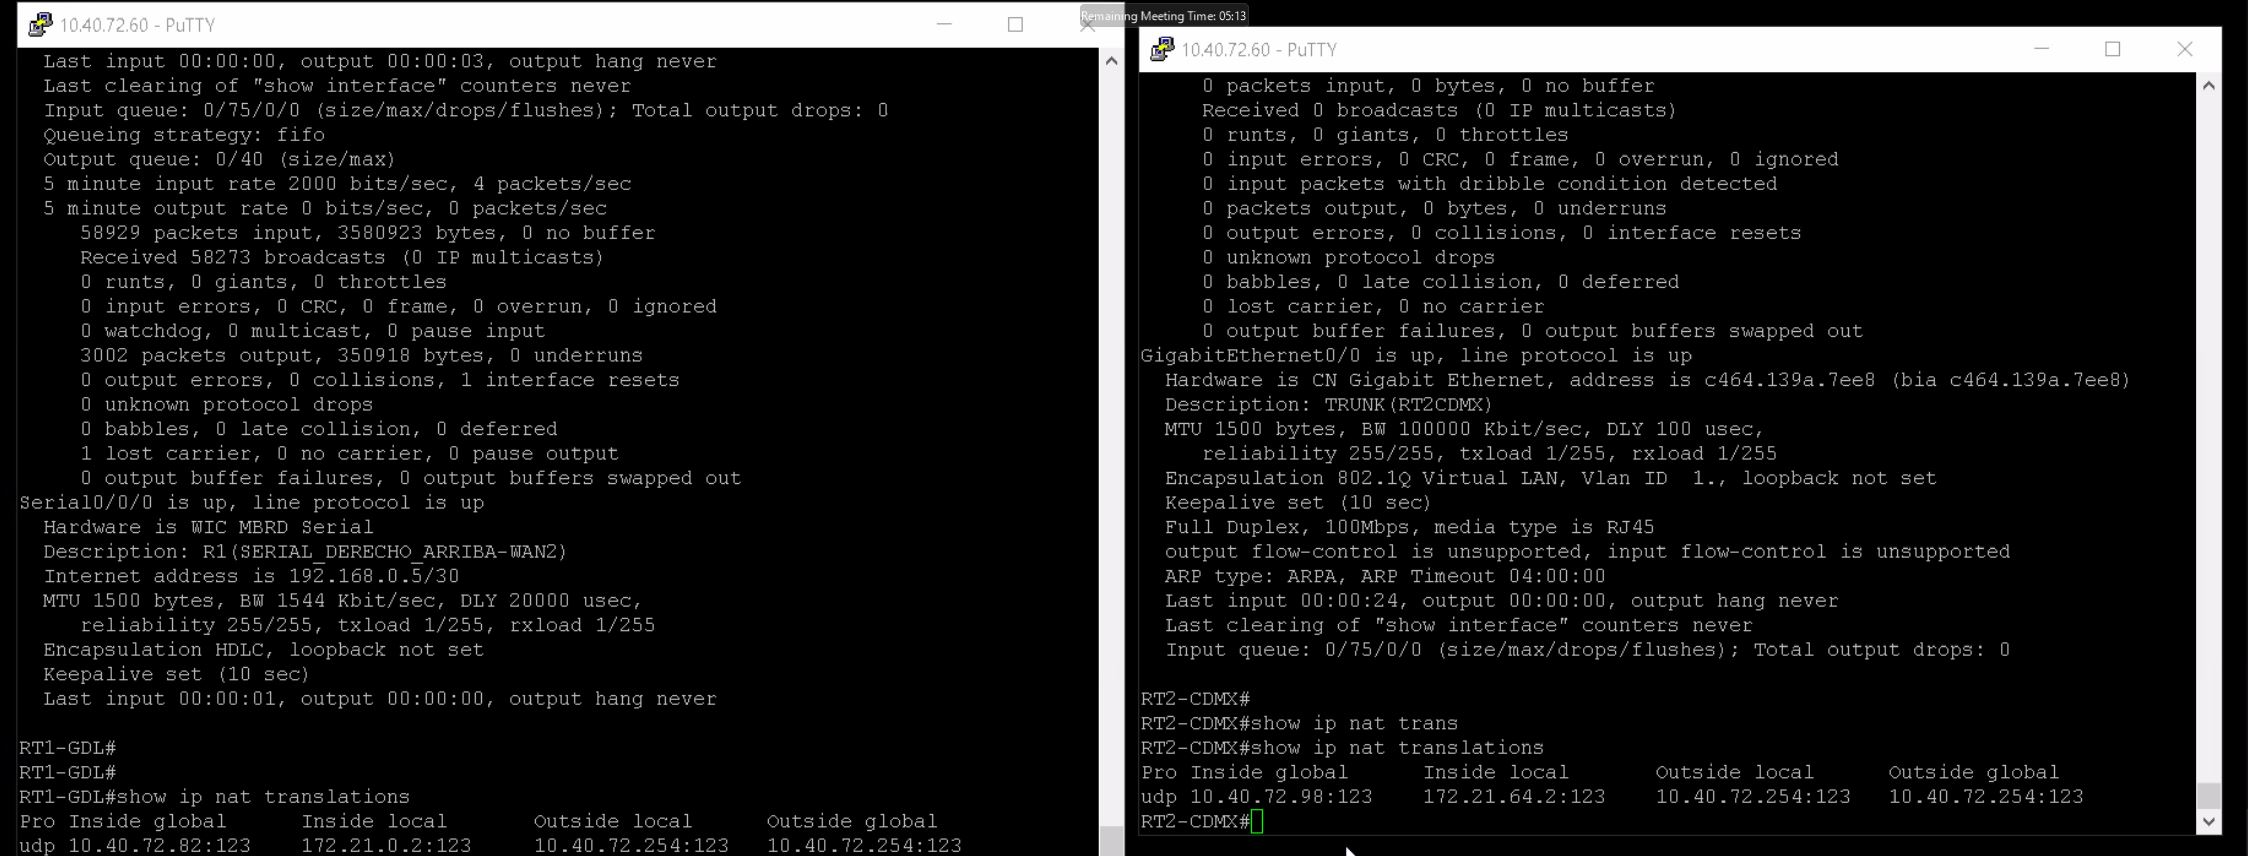 10.40.72.60 - PuTTY
Last input 00:00:00, output 00:00:03, output hang never
Last clearing of "show interface" counters never
Input queue: 0/75/0/0 (size/max/drops/flushes); Total output drops: 0
Queueing strategy: fifo
Output queue: 0/40 (size/max)
5 minute input rate 2000 bits/sec, 4 packets/sec
5 minute output rate 0 bits/sec, 0 packets/sec
58929 packets input, 3580923 bytes, 0 no buffer
Received 58273 broadcasts (0 IP multicasts)
0 runts, 0 giants, 0 throttles
0 input errors, 0 CRC, 0 frame, 0 overrun, 0 ignored
0 watchdog, 0 multicast, 0 pause input
3002 packets output, 350918 bytes, 0 underruns
0 output errors, 0 collisions, 1 interface resets
0 unknown protocol drops
0 babbles, 0 late collision, 0 deferred
1 lost carrier, 0 no carrier, 0 pause output
0 output buffer failures, 0 output buffers swapped out
Serial0/0/0 is up, line protocol is up
Hardware is WIC MBRD Serial
Description: R1(SERIAL_DERECHO_ARRIBA-WAN2)
Internet address is 192.168.0.5/30
MTU 1500 bytes, BW 1544 Kbit/sec, DLY 20000 usec,
reliability 255/255, txload 1/255, rxload 1/255
Encapsulation HDLC, loopback not set
Keepalive set (10 sec)
Last input 00:00:01, output 00:00:00, output hang never
RT1-GDL#
RT1-GDL#
RT1-GDL#show ip nat translations
Pro Inside global Inside local Outside local Outside global
udp 10.40.72.82:123 172.21.0.2:123 10.40.72.254:123 10.40.72.254:123
Remaining Meeting Time: 05:13
10.40.72.60 - PuTTY
0 packets input, 0 bytes, 0 no buffer
Received 0 broadcasts (0 IP multicasts)
0 runts, 0 giants, 0 throttles
0 input errors, 0 CRC, 0 frame, 0 overrun, 0 ignored
0 input packets with dribble condition detected
0 packets output, 0 bytes, 0 underruns
0 output errors, 0 collisions, 0 interface resets
0 unknown protocol drops
0 babbles, 0 late collision, 0 deferred
0 lost carrier, 0 no carrier
0 output buffer failures, 0 output buffers swapped out
GigabitEthernet0/0 is up, line protocol is up
Hardware is CN Gigabit Ethernet, address is c464.139a.7ee8 (bia c464.139a.7ee8)
Description: TRUNK(RT2CDMX)
MTU 1500 bytes, BW 100000 Kbit/sec, DLY 100 usec,
reliability 255/255, txload 1/255, rxload 1/255
Encapsulation 802.1Q Virtual LAN, Vlan ID 1., loopback not set
Keepalive set (10 sec)
Full Duplex, 100Mbps, media type is RJ45
output flow-control is unsupported, input flow-control is unsupported
ARP type: ARPA, ARP Timeout 04:00:00
Last input 00:00:24, output 00:00:00, output hang never
Last clearing of "show interface" counters never
Input queue: 0/75/0/0 (size/max/drops/flushes); Total output drops: 0
RT2-CDMX#
RT2-CDMX#show ip nat trans
RT2-CDMX#show ip nat translations
Pro Inside global Inside local Outside local Outside global
udp 10.40.72.98:123 172.21.64.2:123 10.40.72.254:123 10.40.72.254:123
RT2-CDMX#